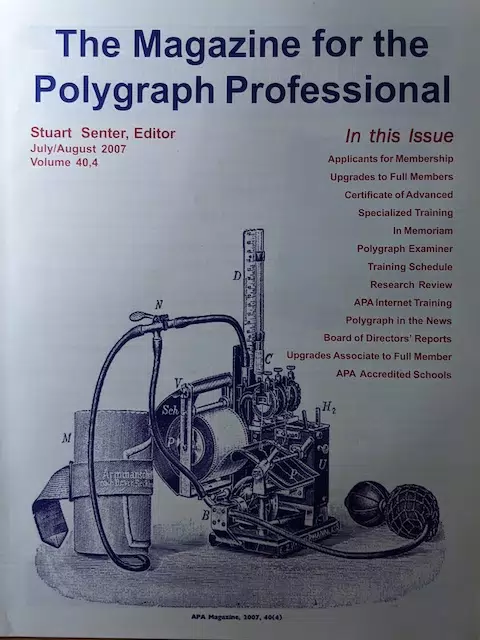 The Magazine for the
Polygraph Professional
Stuart Senter, Editor
July/August 2007
Volume 40,4
In this Issue
Applicants for Membership
Upgrades to Full Members
Certificate of Advanced
Specialized Training
In Memoriam
Polygraph Examiner
Training Schedule
Research Review
APA Internet Training
Polygraph in the News
Board of Directors' Reports
Upgrades Associate to Full Member
APA Accredited Schools
D
N
C
V
Sch
H2
M
P
U
B
APA Magazine, 2007, 40(4)